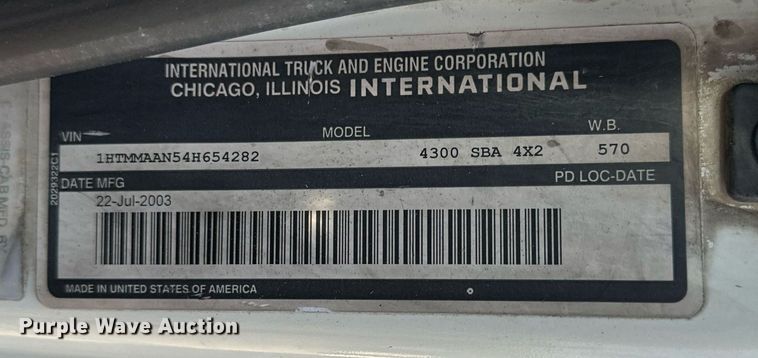 INTERNATIONAL TRUCK AND ENGINE CORPORATION
CHICAGO, ILLINOIS INTERNATIONAL
VIN MODEL W.B.
1HTMMAAN54H654282 4300 SBA 4X2 570
DATE MFG PD LOC-DATE
22-Jul-2003
MADE IN UNITED STATES OF AMERICA
2029322C1
Purple Wave Auction